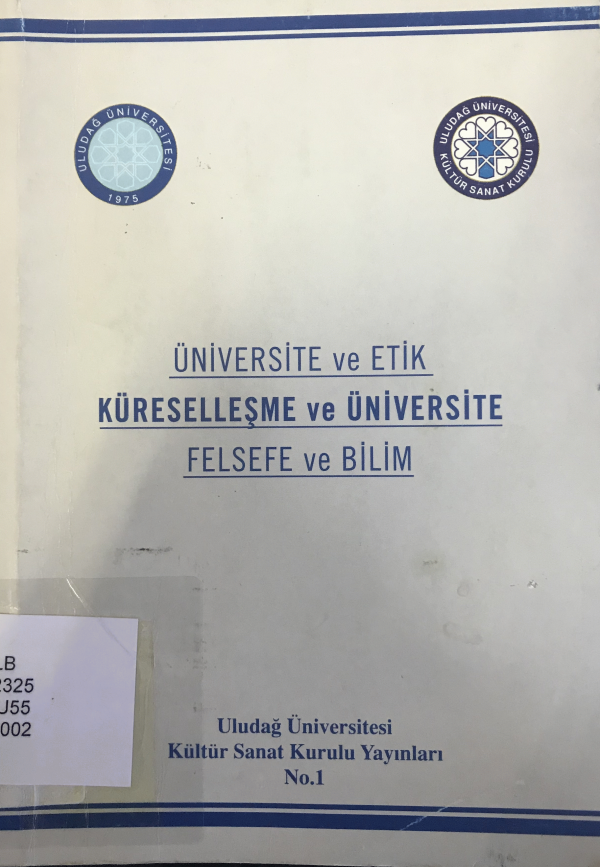 ULUDAĞ ÜNİVERSİTESİ
1975
ULUDAĞ ÜNİVERSİTESİ
KÜLTÜR SANAT KURULU
ÜNİVERSİTE ve ETİK
KÜRESELLEŞME ve ÜNİVERSİTE
FELSEFE ve BİLİM
LB
2325
U55
002
Uludağ Üniversitesi
Kültür Sanat Kurulu Yayınları
No.1